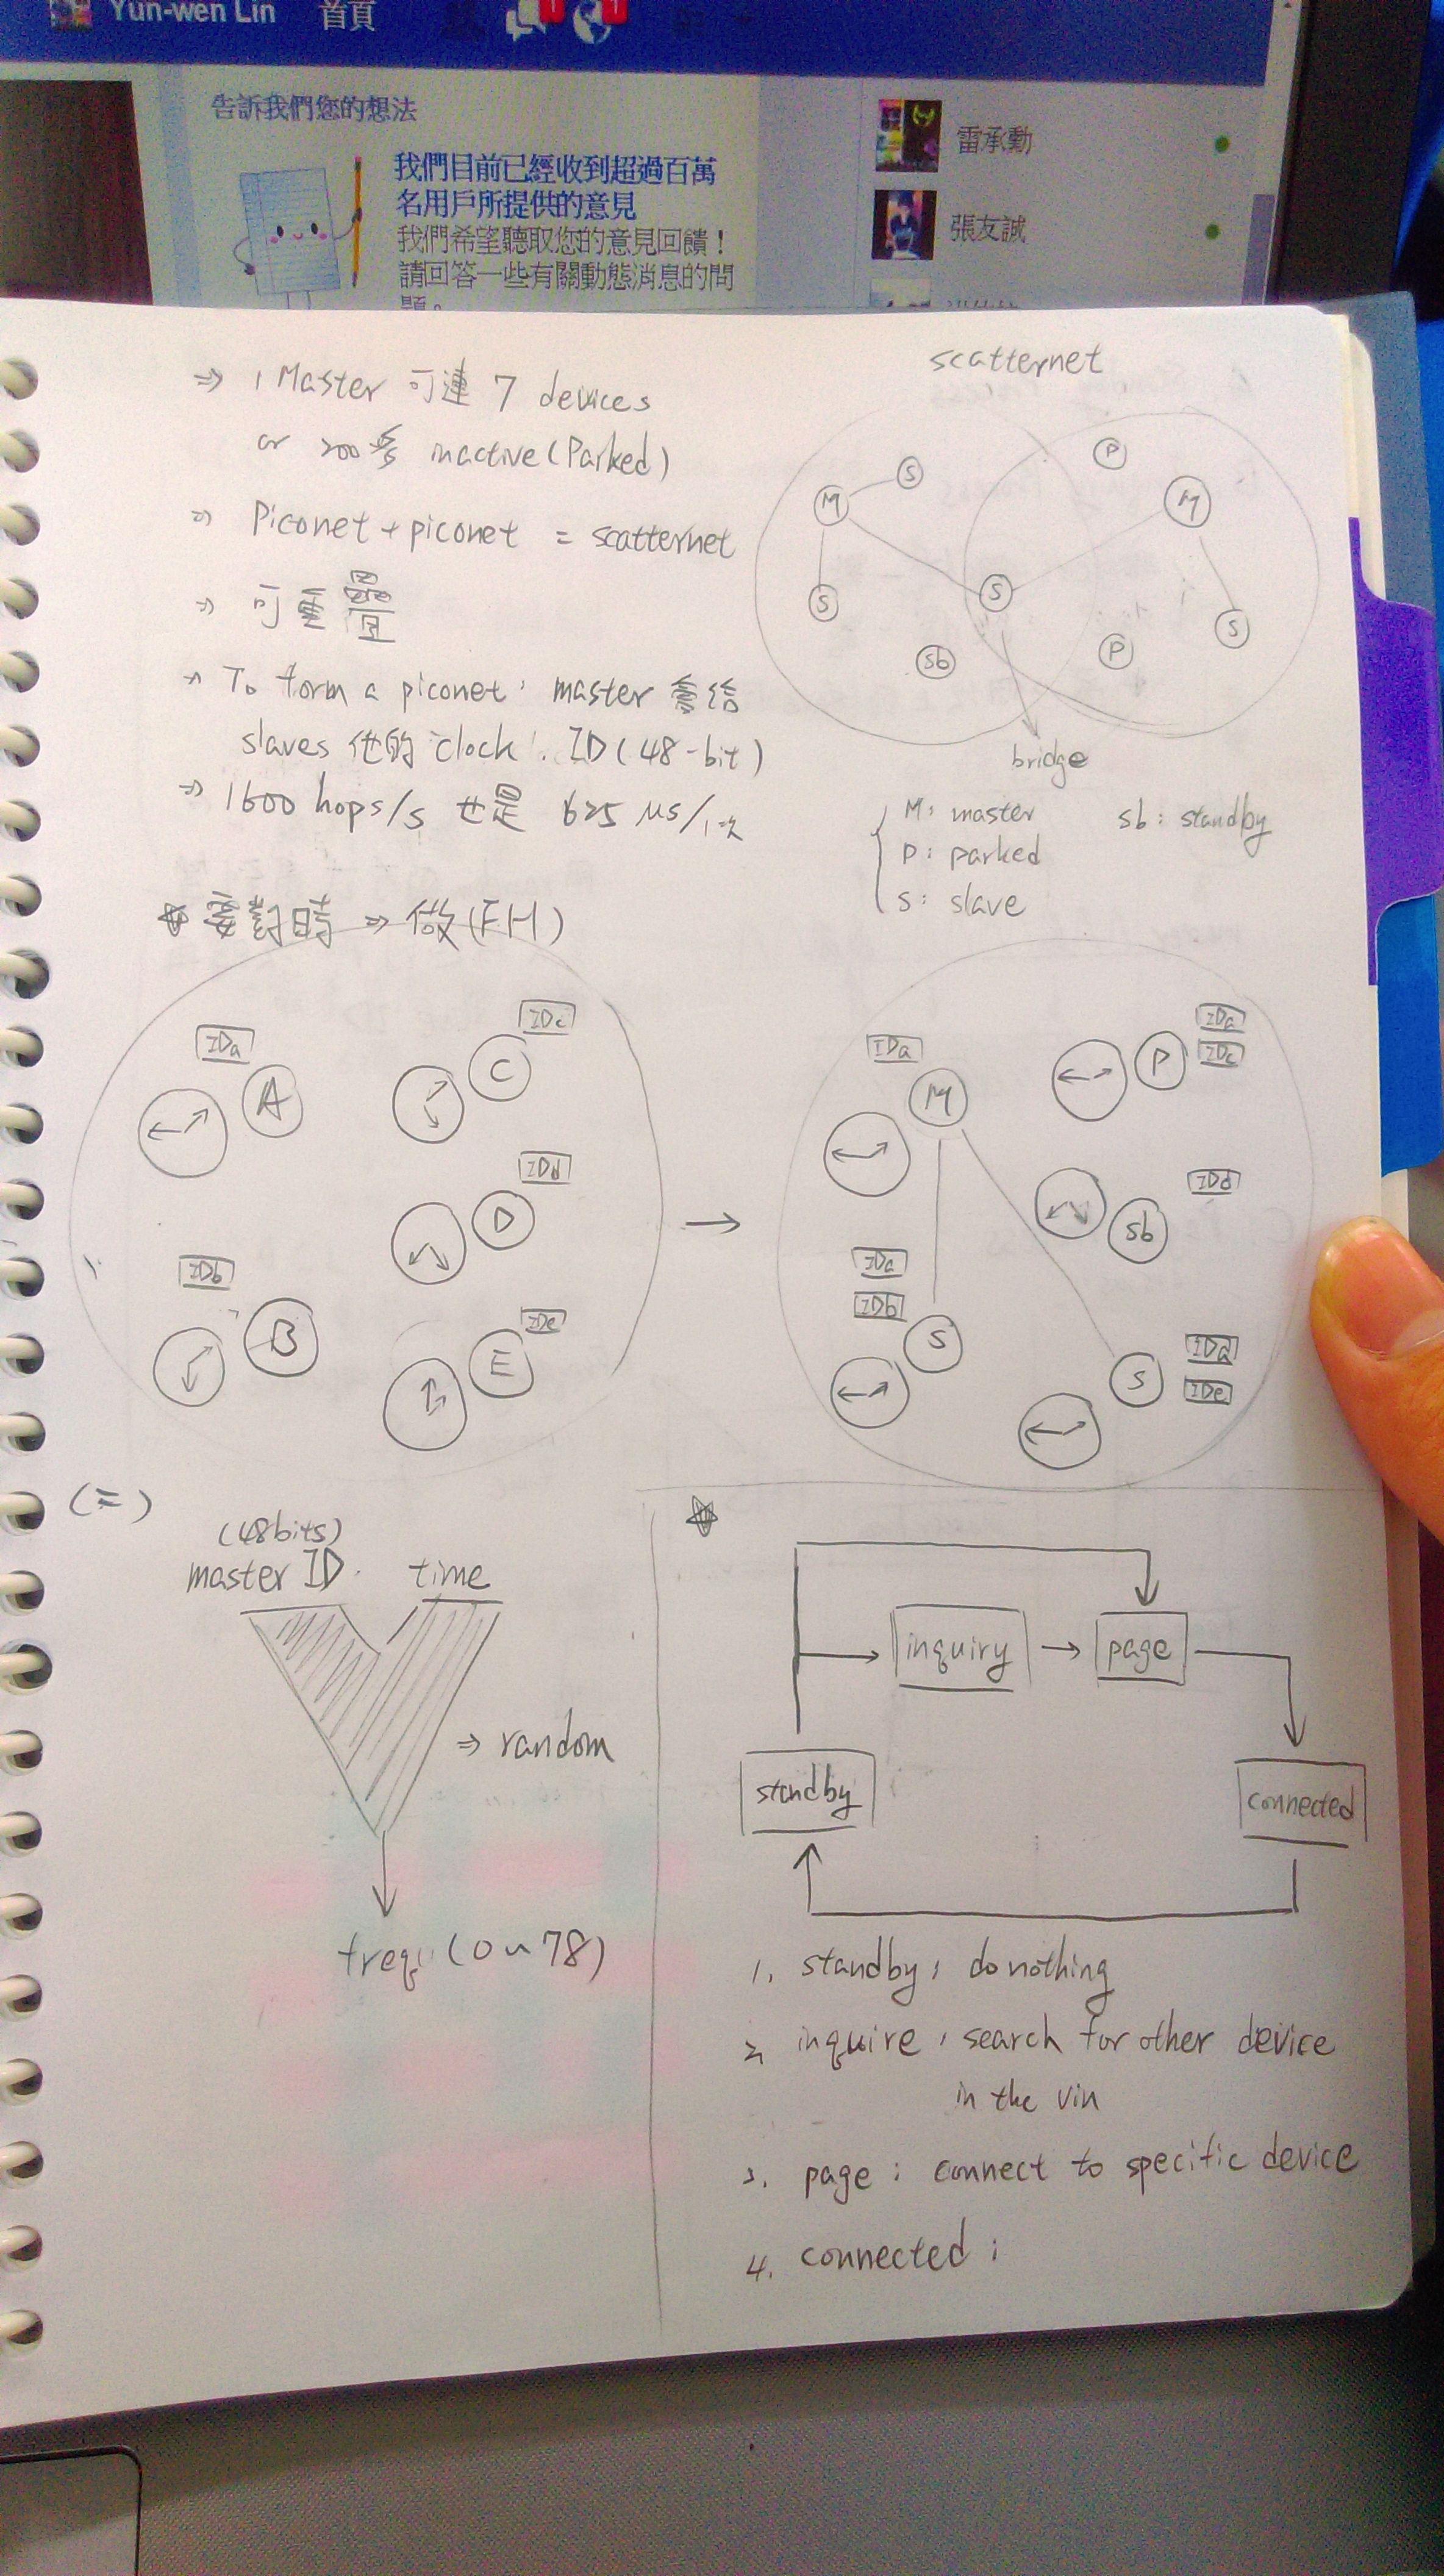 Yun-wen Lin 首頁
1
1
告訴我們您的想法
我們目前已經收到超過百萬
名用戶所提供的意見
我們希望聽取您的意見回饋!
請回答一些有關動態消息的問
題。
雷承勳
張友誠
⇒ 1 Master 可連 7 devices
or 200多 inactive (Parked)
⇒ Piconet + piconet = scatternet
⇒ 可重疊
→ To form a piconet, master 會給
slaves 他的 clock, ID (48-bit)
⇒ 1600 hops/s 也是 625 μs/1次
scatternet
P
S
M
M
S
S
S
sb
P
bridge
M: master
sb: standby
P: parked
S: slave
☆ 要對時 ⇒ 做(FH)
IDa
A
IDc
C
IDd
D
IDb
B
IDe
E
→
IDa
M
IDa
IDc
P
IDd
sb
IDa
IDb
S
IDa
IDe
S
(二)
(48bits)
master ID. time
⇒ random
freq: (0~78)
☆
inquiry → page
standby
connected
1. standby: do nothing
2. inquire: search for other device
in the vin
3. page: connect to specific device
4. connected: